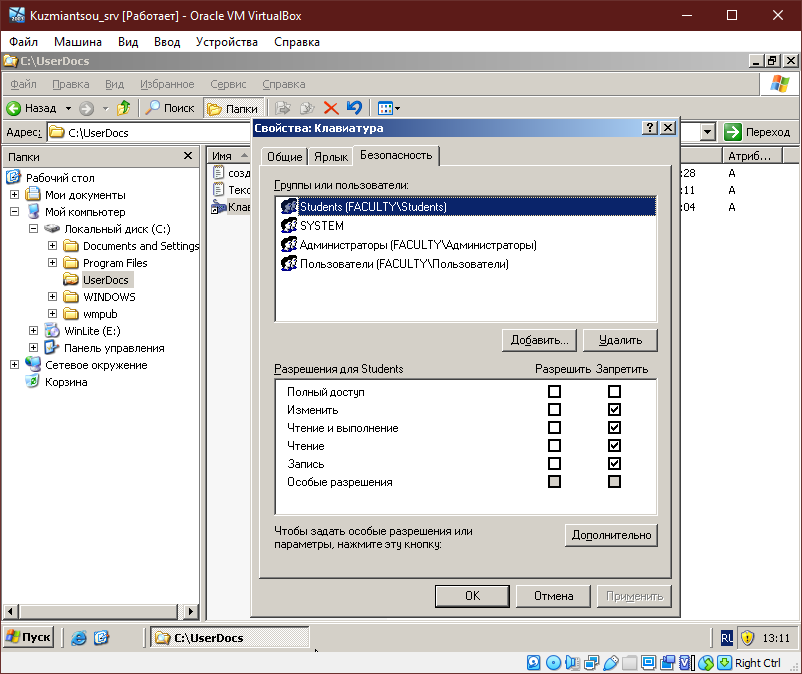 Kuzmiantsou_srv [Работает] - Oracle VM VirtualBox
Файл Машина Вид Ввод Устройства Справка
C:\UserDocs
Файл Правка Вид Избранное Сервис Справка
Назад Поиск Папки
Адрес: C:\UserDocs Переход
Свойства: Клавиатура
Папки
Имя Атриб...
Общие Ярлык Безопасность
Рабочий стол
Мои документы
Мой компьютер
Локальный диск (C:)
Documents and Settings
Program Files
UserDocs
WINDOWS
wmpub
WinLite (E:)
Панель управления
Сетевое окружение
Корзина
созд :28 A
Текс :11 A
Клав :04 A
Группы или пользователи:
Students (FACULTY\Students)
SYSTEM
Администраторы (FACULTY\Администраторы)
Пользователи (FACULTY\Пользователи)
Добавить... Удалить
Разрешения для Students Разрешить Запретить
Полный доступ
Изменить
Чтение и выполнение
Чтение
Запись
Особые разрешения
Чтобы задать особые разрешения или
параметры, нажмите эту кнопку:
Дополнительно
OK Отмена Применить
Пуск C:\UserDocs RU 13:11
Right Ctrl